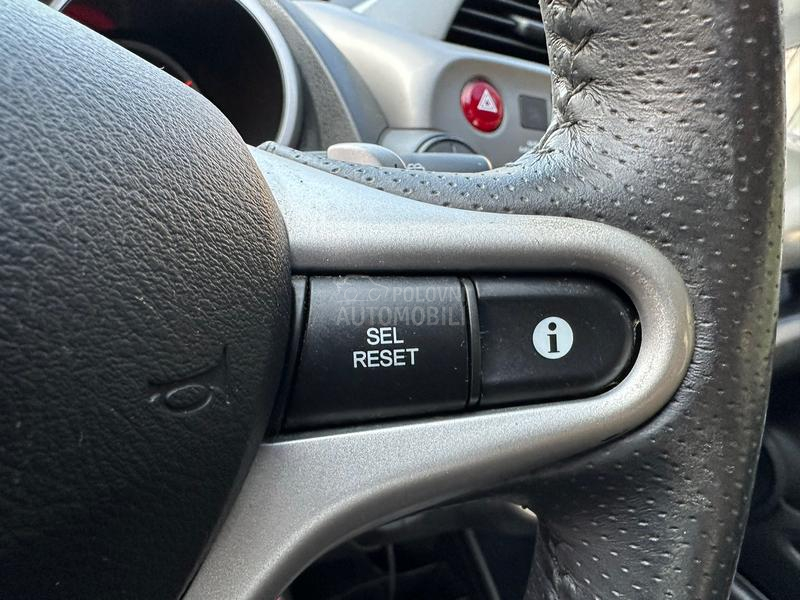 POLOVNI
AUTOMOBILI
SEL
RESET
i